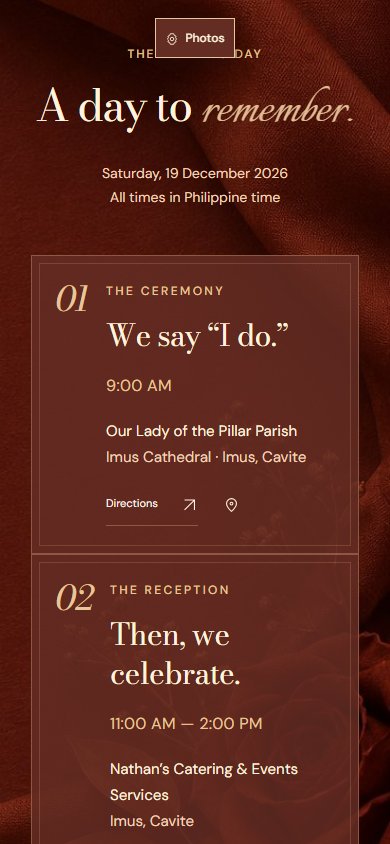 Photos
THE DAY
A day to remember.
Saturday, 19 December 2026
All times in Philippine time
01
THE CEREMONY
We say “I do.”
9:00 AM
Our Lady of the Pillar Parish
Imus Cathedral · Imus, Cavite
Directions
02
THE RECEPTION
Then, we
celebrate.
11:00 AM — 2:00 PM
Nathan’s Catering & Events
Services
Imus, Cavite